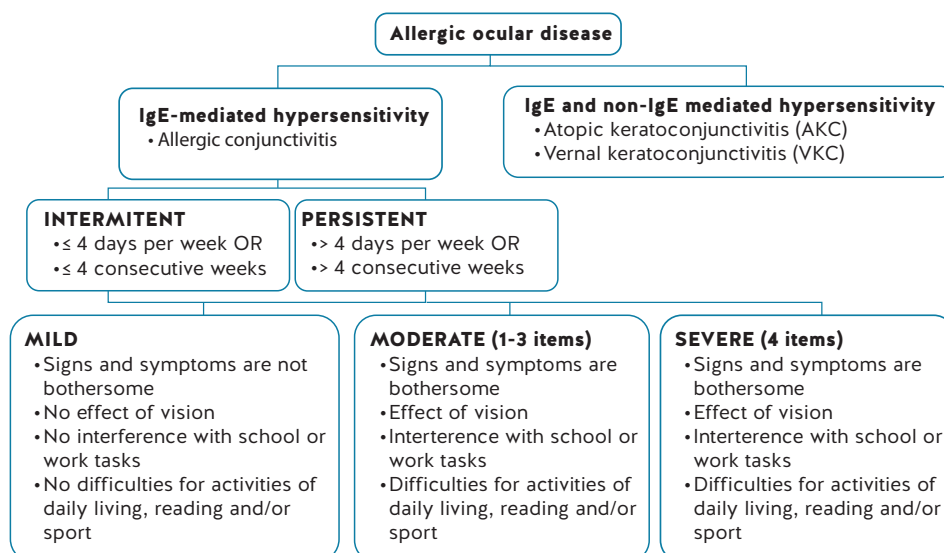 Allergic ocular disease
IgE-mediated hypersensitivity
• Allergic conjunctivitis
IgE and non-IgE mediated hypersensitivity
• Atopic keratoconjunctivitis (AKC)
• Vernal keratoconjunctivitis (VKC)
INTERMITENT
• ≤ 4 days per week OR
• ≤ 4 consecutive weeks
PERSISTENT
• > 4 days per week OR
• > 4 consecutive weeks
MILD
• Signs and symptoms are not
bothersome
• No effect of vision
• No interference with school or
work tasks
• No difficulties for activities of
daily living, reading and/or
sport
MODERATE (1-3 items)
• Signs and symptoms are
bothersome
• Effect of vision
• Interterence with school or
work tasks
• Difficulties for activities of
daily living, reading and/or
sport
SEVERE (4 items)
• Signs and symptoms are
bothersome
• Effect of vision
• Interterence with school or
work tasks
• Difficulties for activities of
daily living, reading and/or
sport